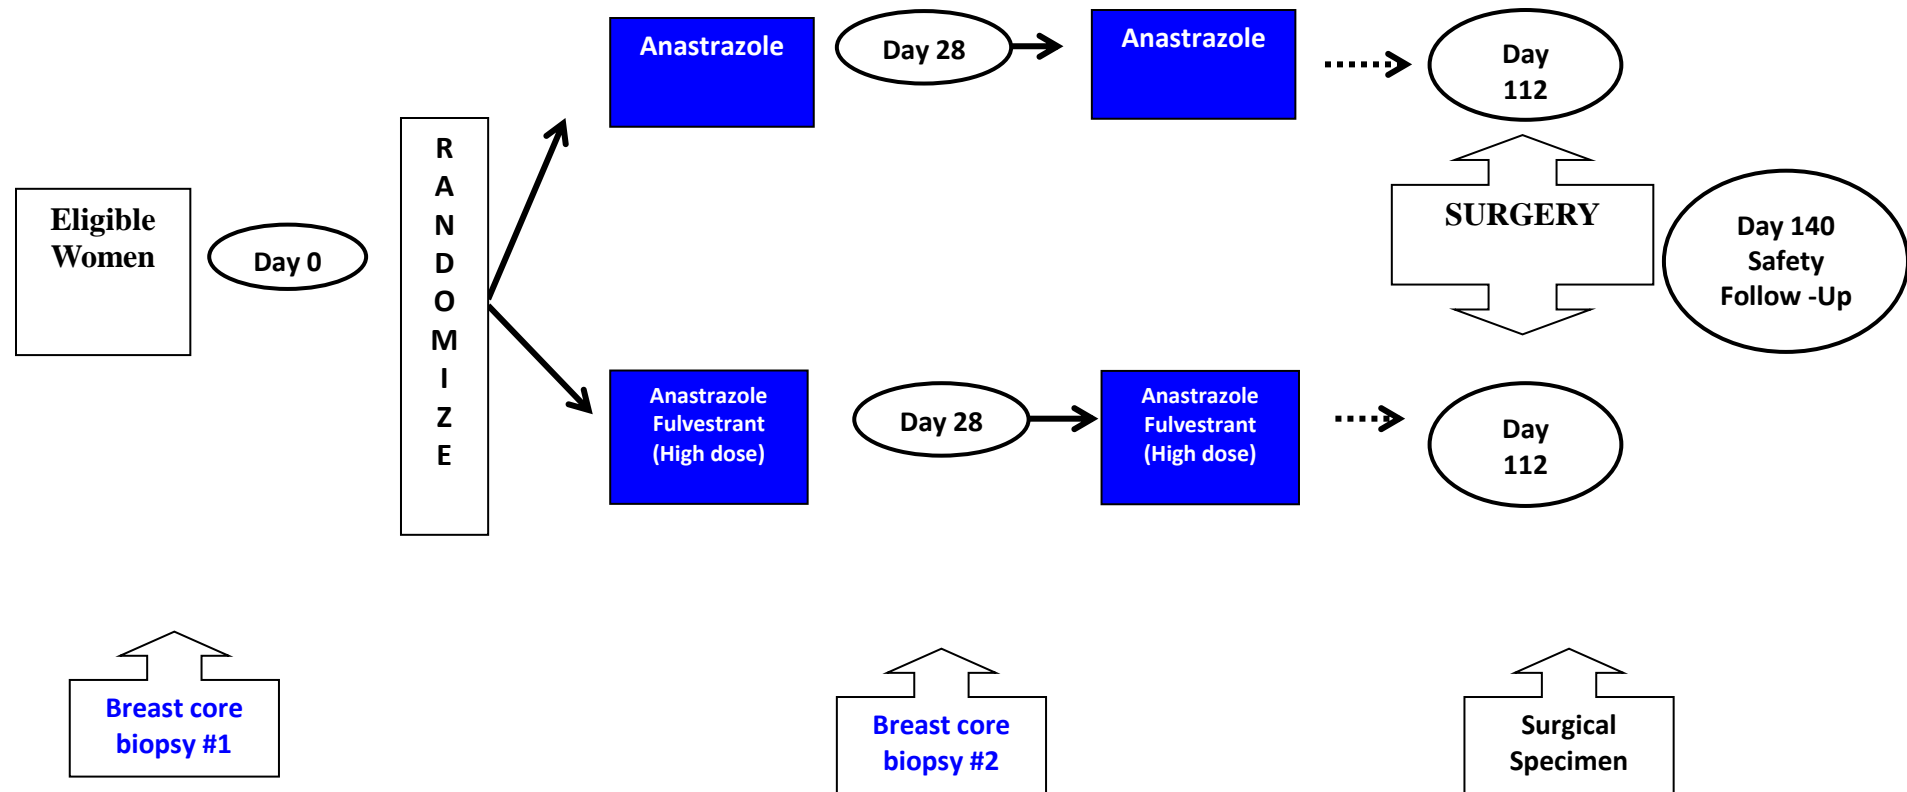 Eligible
Women
Day 0
R
A
N
D
O
M
I
Z
E
Anastrazole
Day 28
Anastrazole
Day
112
Anastrazole
Fulvestrant
(High dose)
Day 28
Anastrazole
Fulvestrant
(High dose)
Day
112
SURGERY
Day 140
Safety
Follow -Up
Breast core
biopsy #1
Breast core
biopsy #2
Surgical
Specimen